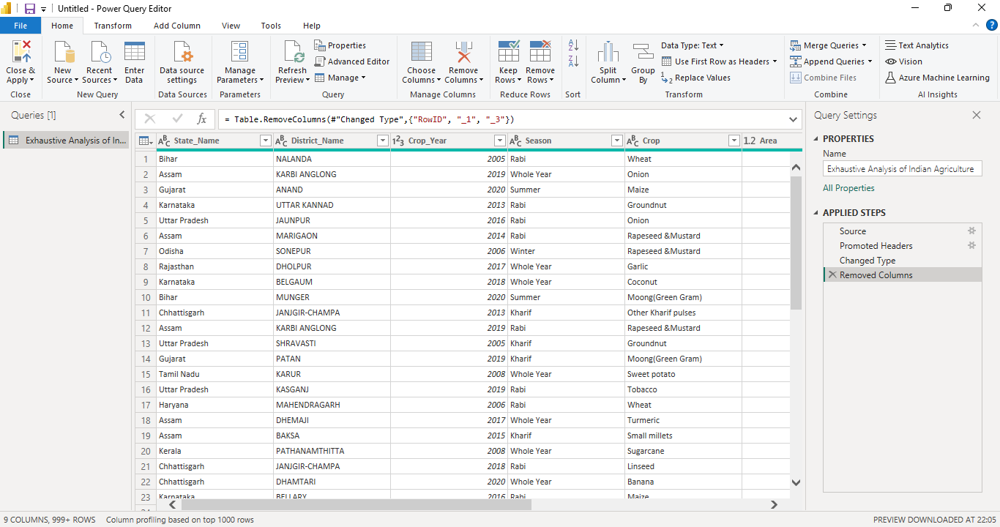 Untitled - Power Query Editor
File Home Transform Add Column View Tools Help
Close & Apply
Close
New Source Recent Sources Enter Data
New Query
Data source settings
Data Sources
Manage Parameters
Parameters
Refresh Preview Properties Advanced Editor Manage
Query
Choose Columns Remove Columns
Manage Columns
Keep Rows Remove Rows
Reduce Rows
Sort
Split Column Group By Data Type: Text Use First Row as Headers Replace Values
Transform
Merge Queries Append Queries Combine Files
Combine
Text Analytics Vision Azure Machine Learning
AI Insights
Queries [1]
Exhaustive Analysis of In...
fx = Table.RemoveColumns(#"Changed Type",{"RowID", "_1", "_3"})
ABC State_Name ABC District_Name 123 Crop_Year ABC Season ABC Crop 1.2 Area
1 Bihar NALANDA 2005 Rabi Wheat
2 Assam KARBI ANGLONG 2019 Whole Year Onion
3 Gujarat ANAND 2020 Summer Maize
4 Karnataka UTTAR KANNAD 2013 Rabi Groundnut
5 Uttar Pradesh JAUNPUR 2016 Rabi Onion
6 Assam MARIGAON 2014 Rabi Rapeseed &Mustard
7 Odisha SONEPUR 2006 Winter Rapeseed &Mustard
8 Rajasthan DHOLPUR 2017 Whole Year Garlic
9 Karnataka BELGAUM 2018 Whole Year Coconut
10 Bihar MUNGER 2020 Summer Moong(Green Gram)
11 Chhattisgarh JANJGIR-CHAMPA 2013 Kharif Other Kharif pulses
12 Assam KARBI ANGLONG 2019 Rabi Rapeseed &Mustard
13 Uttar Pradesh SHRAVASTI 2005 Kharif Groundnut
14 Gujarat PATAN 2019 Kharif Moong(Green Gram)
15 Tamil Nadu KARUR 2008 Whole Year Sweet potato
16 Uttar Pradesh KASGANJ 2019 Rabi Tobacco
17 Haryana MAHENDRAGARH 2006 Rabi Wheat
18 Assam DHEMAJI 2017 Whole Year Turmeric
19 Assam BAKSA 2015 Kharif Small millets
20 Kerala PATHANAMTHITTA 2008 Whole Year Sugarcane
21 Chhattisgarh JANJGIR-CHAMPA 2018 Rabi Linseed
22 Chhattisgarh DHAMTARI 2020 Whole Year Banana
23 Karnataka BELLARY 2016 Rabi Maize
Query Settings
PROPERTIES
Name
Exhaustive Analysis of Indian Agriculture
All Properties
APPLIED STEPS
Source
Promoted Headers
Changed Type
Removed Columns
9 COLUMNS, 999+ ROWS Column profiling based on top 1000 rows
PREVIEW DOWNLOADED AT 22:05